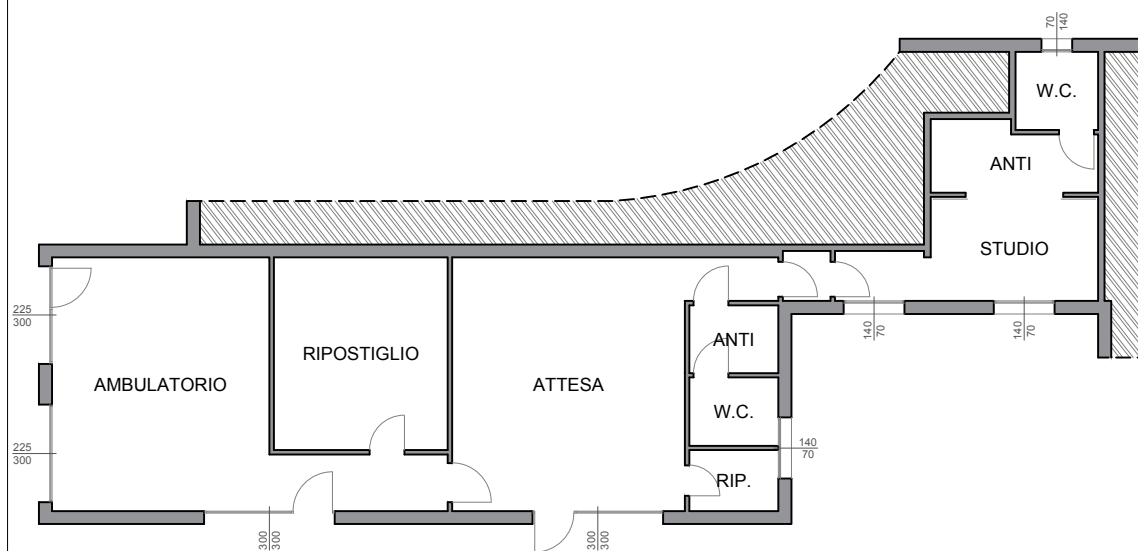 70
140
W.C.
ANTI
STUDIO
225
300
RIPOSTIGLIO
140
70
140
70
ANTI
AMBULATORIO
ATTESA
W.C.
225
300
140
70
RIP.
300
300
300
300